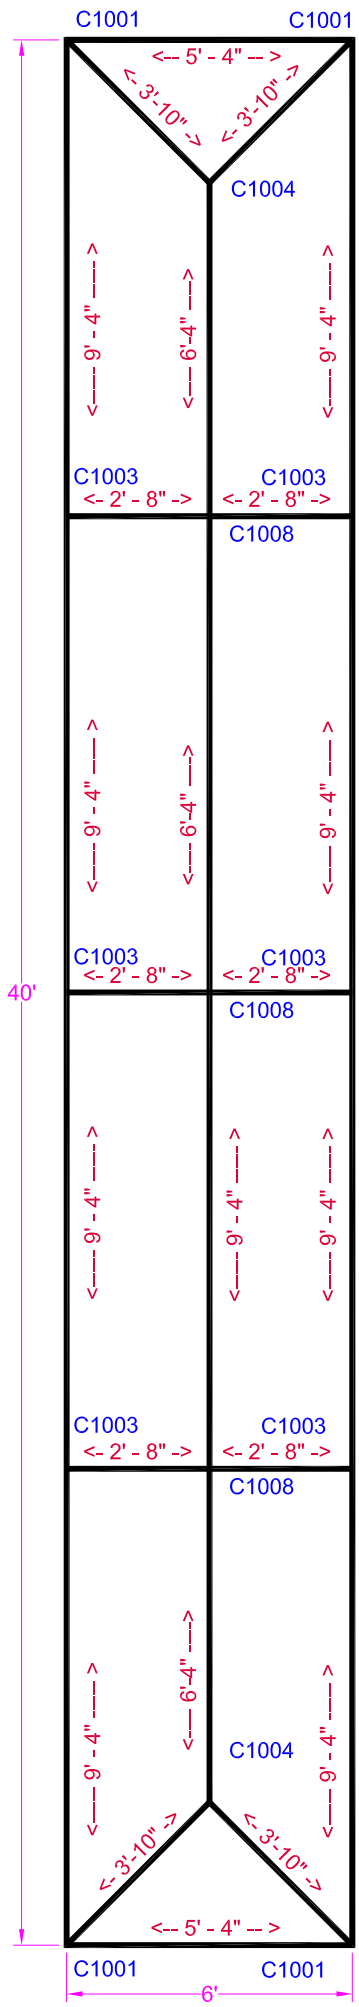 C1001 C1001
<-- 5' - 4" -- >
<- 3'-10" -> <- 3'-10" ->
C1004
<----- 9' - 4" -----> <---- 6'-4" ----> <----- 9' - 4" ----->
C1003 C1003
<- 2' - 8" -> <- 2' - 8" ->
C1008
<----- 9' - 4" -----> <---- 6'-4" ----> <----- 9' - 4" ----->
C1003 C1003
<- 2' - 8" -> <- 2' - 8" ->
40'
C1008
<----- 9' - 4" -----> <----- 9' - 4" -----> <----- 9' - 4" ----->
C1003 C1003
<- 2' - 8" -> <- 2' - 8" ->
C1008
<----- 9' - 4" -----> <---- 6'-4" ----> <----- 9' - 4" ----->
C1004
<- 3'-10" -> <- 3'-10" ->
<-- 5' - 4" -- >
C1001 C1001
6'